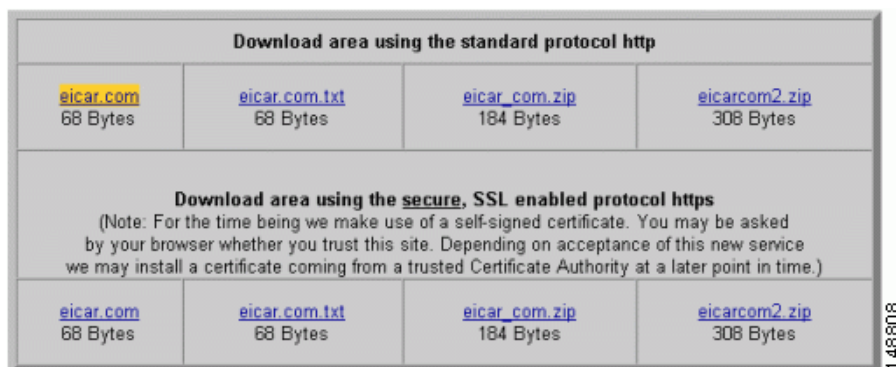 Download area using the standard protocol http
eicar.com eicar.com.txt eicar_com.zip eicarcom2.zip
68 Bytes 68 Bytes 184 Bytes 308 Bytes
Download area using the secure, SSL enabled protocol https
(Note: For the time being we make use of a self-signed certificate. You may be asked
by your browser whether you trust this site. Depending on acceptance of this new service
we may install a certificate coming from a trusted Certificate Authority at a later point in time.)
eicar.com eicar.com.txt eicar_com.zip eicarcom2.zip
68 Bytes 68 Bytes 184 Bytes 308 Bytes
148808